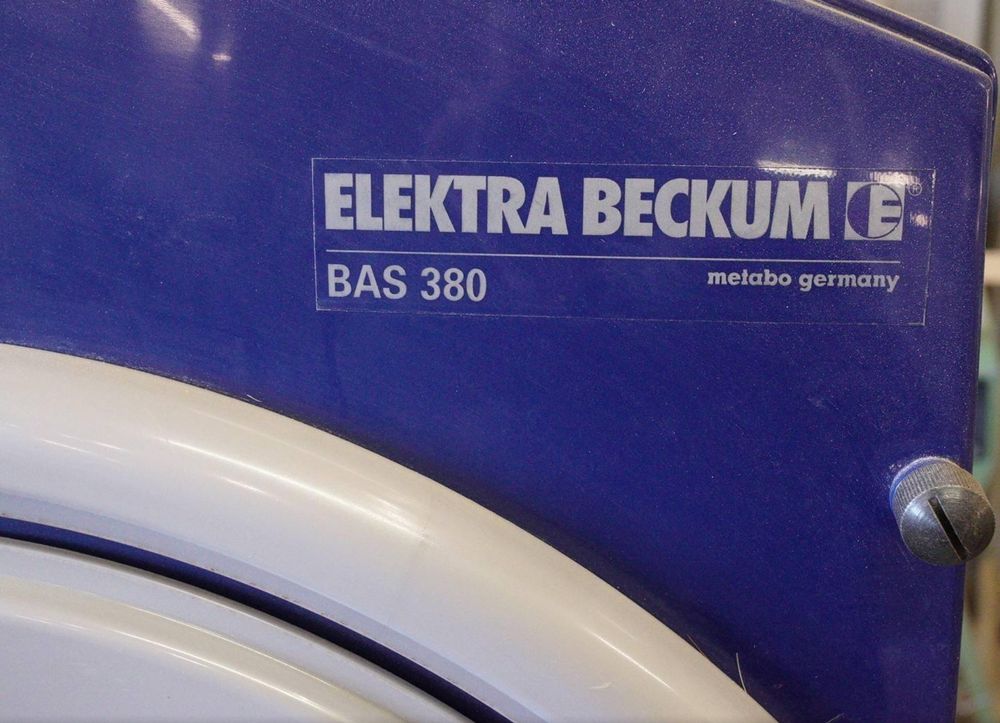 ELEKTRA BECKUM E®
BAS 380
metabo germany